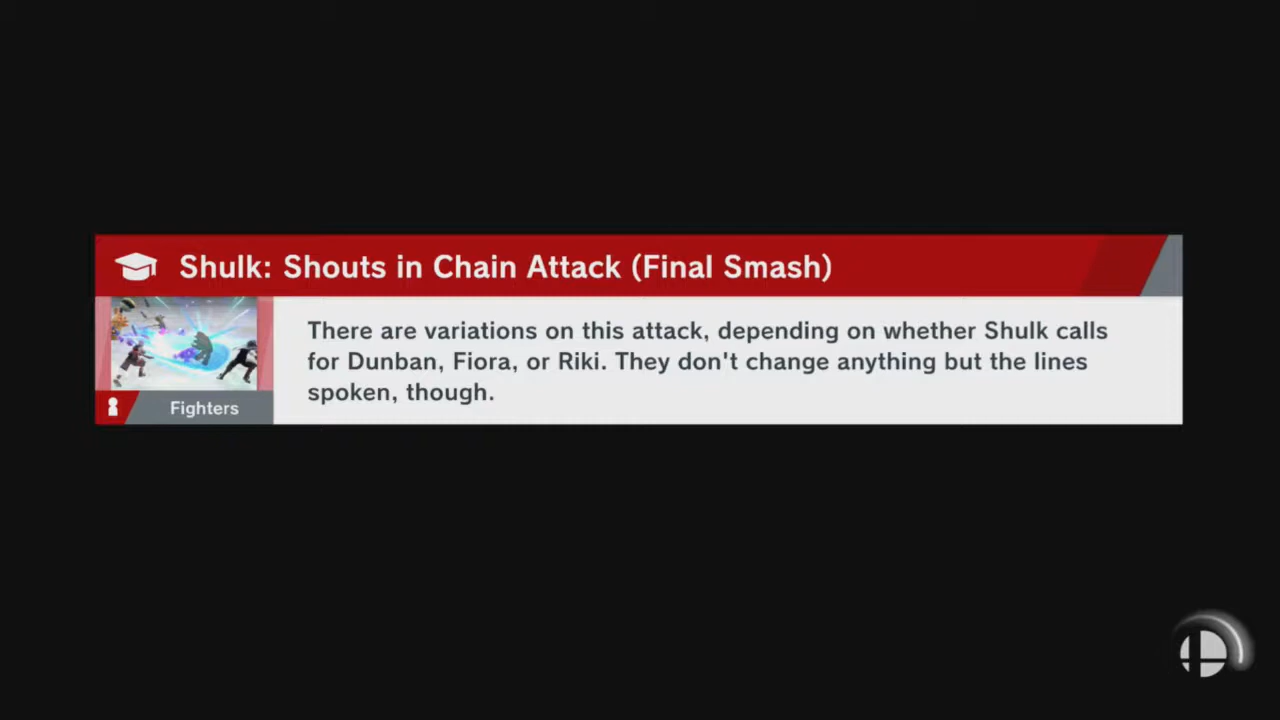 Shulk: Shouts in Chain Attack (Final Smash)
There are variations on this attack, depending on whether Shulk calls
for Dunban, Fiora, or Riki. They don't change anything but the lines
spoken, though.
Fighters